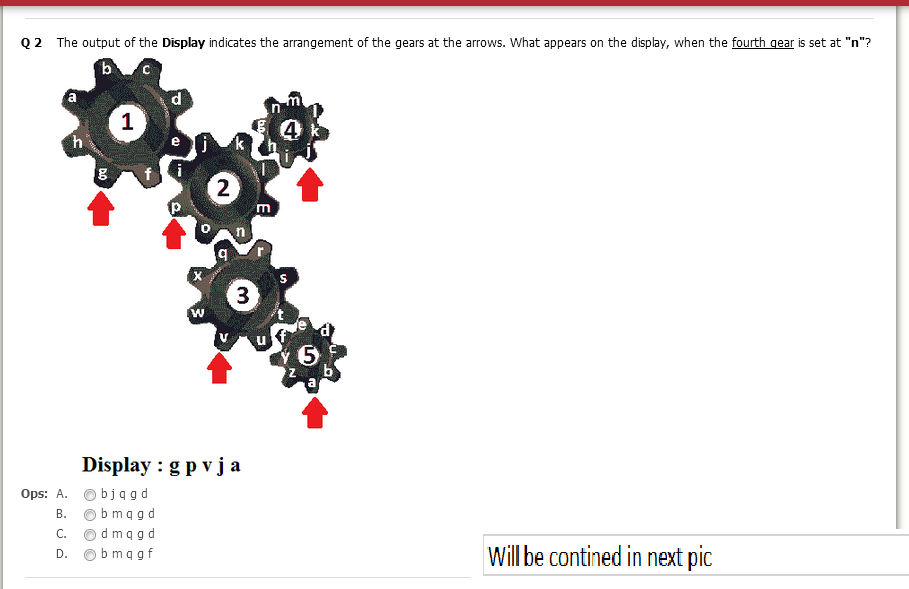 Q 2 The output of the Display indicates the arrangement of the gears at the arrows. What appears on the display, when the fourth gear is set at "n"?
b c
a d
1
h e
g f
n m l
g 4 k
h i j
j k
i l
2
p m
o n
q r
x s
3
w t
v u
e d
f c
5
y b
z a
Display : g p v j a
Ops: A. b j q g d
B. b m q g d
C. d m q g d
D. b m q g f
Will be contined in next pic